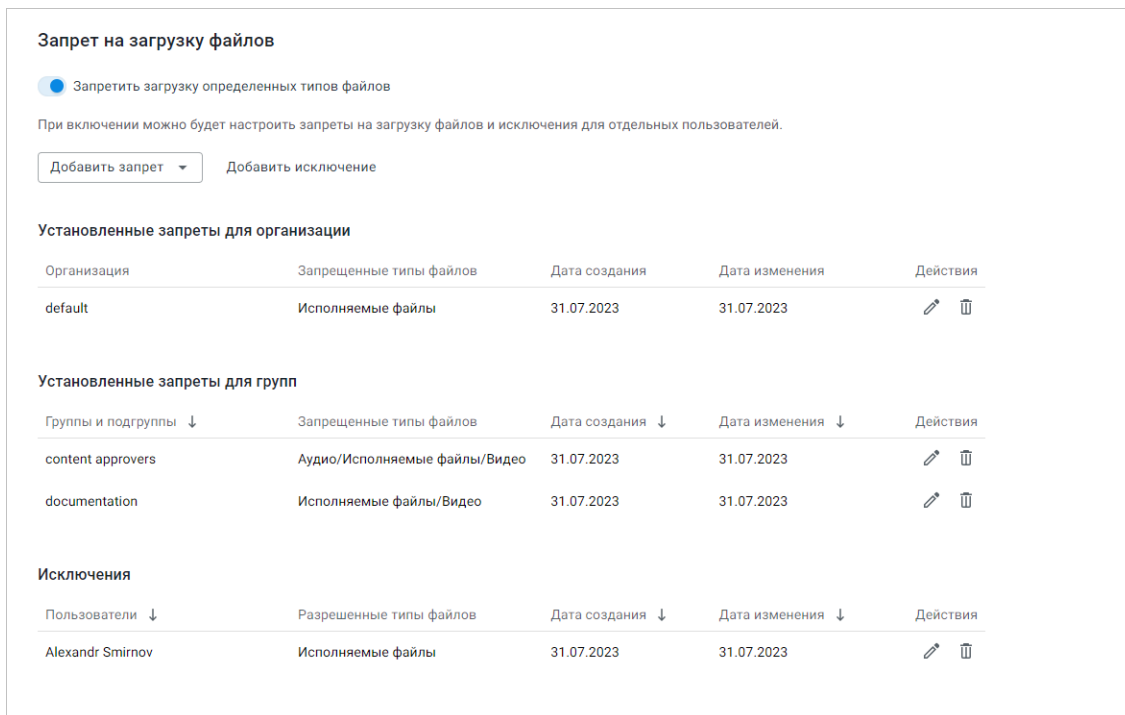 Запрет на загрузку файлов
Запретить загрузку определенных типов файлов
При включении можно будет настроить запреты на загрузку файлов и исключения для отдельных пользователей.
Добавить запрет Добавить исключение
Установленные запреты для организации
Организация Запрещенные типы файлов Дата создания Дата изменения Действия
default Исполняемые файлы 31.07.2023 31.07.2023
Установленные запреты для групп
Группы и подгруппы ↓ Запрещенные типы файлов Дата создания ↓ Дата изменения ↓ Действия
content approvers Аудио/Исполняемые файлы/Видео 31.07.2023 31.07.2023
documentation Исполняемые файлы/Видео 31.07.2023 31.07.2023
Исключения
Пользователи ↓ Разрешенные типы файлов Дата создания ↓ Дата изменения ↓ Действия
Alexandr Smirnov Исполняемые файлы 31.07.2023 31.07.2023